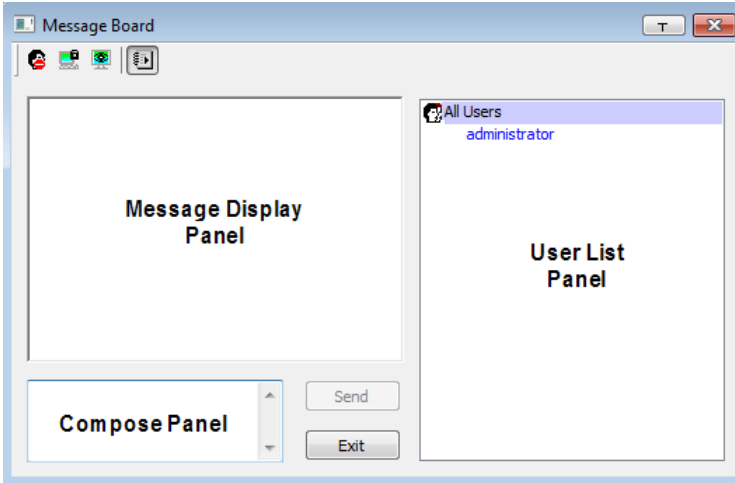 Message Board
T
All Users
administrator
Message Display
Panel
User List
Panel
Compose Panel
Send
Exit